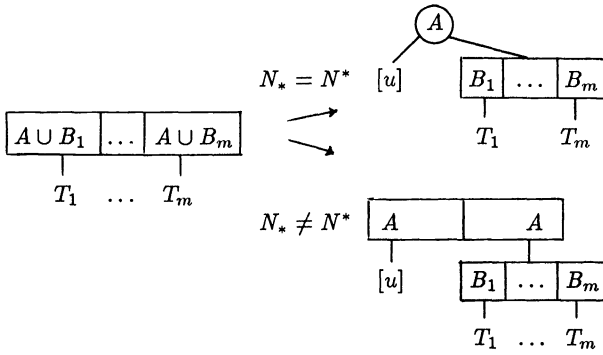 A
N_* = N^* [u] B_1 ... B_m
A ∪ B_1 ... A ∪ B_m
T_1 T_m
T_1 ... T_m
N_* ≠ N^* A A
[u] B_1 ... B_m
T_1 ... T_m